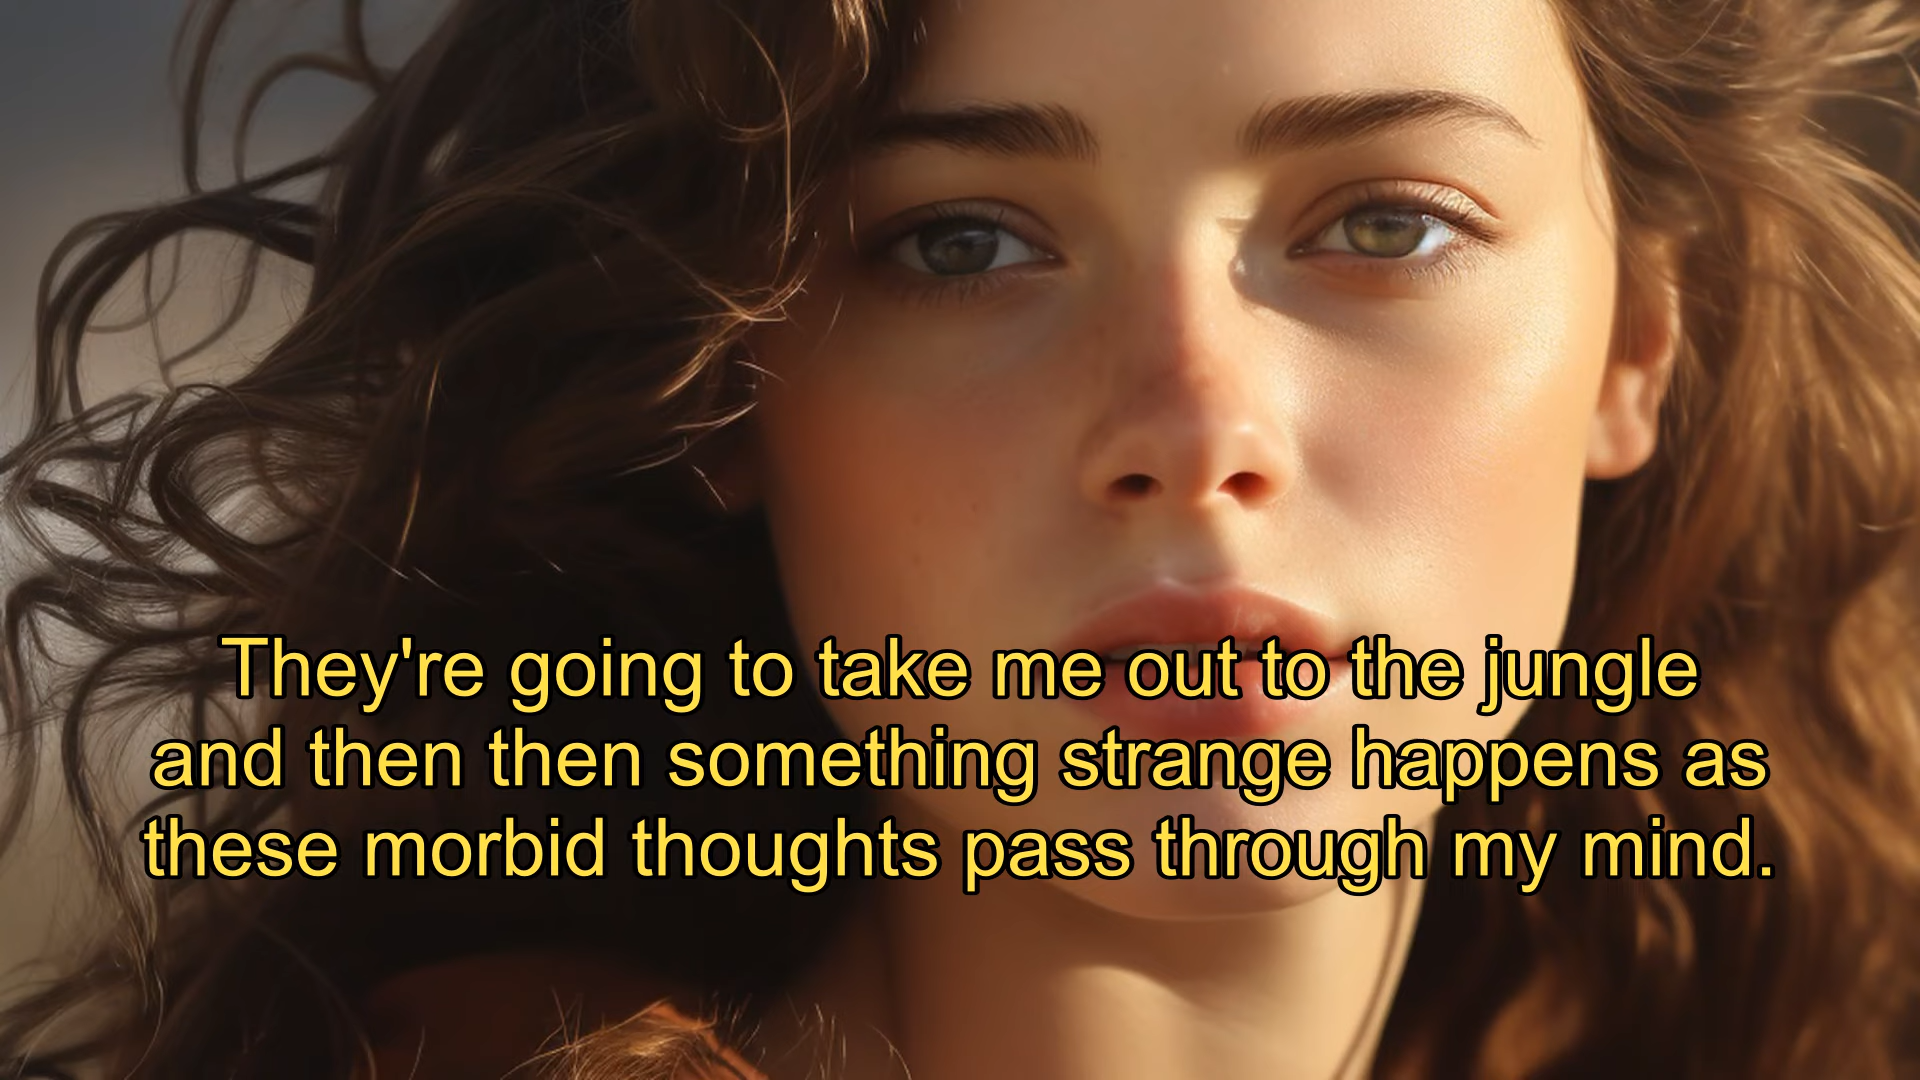 They're going to take me out to the jungle
and then then something strange happens as
these morbid thoughts pass through my mind.